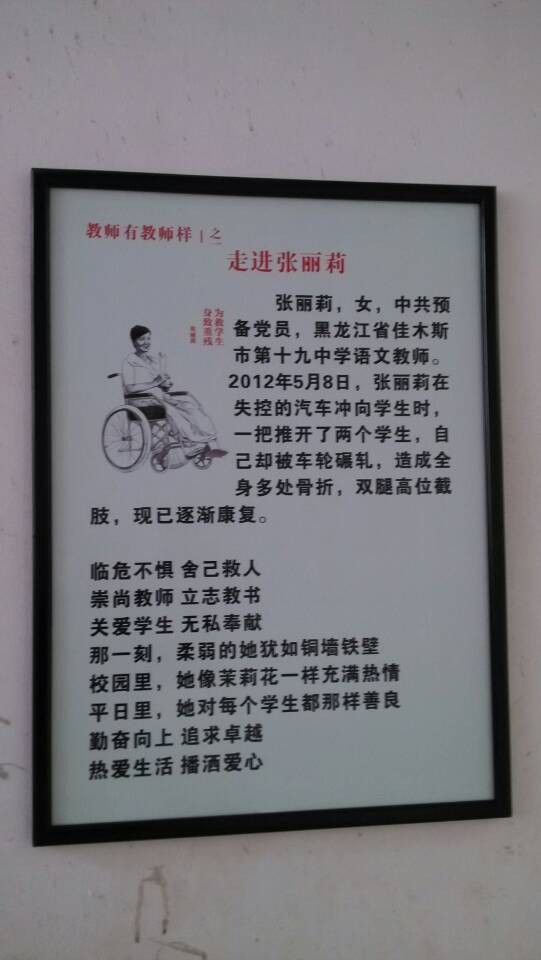 教师有教师样|之一
走进张丽莉
为救学生
身致重残
张丽莉，女，中共预
备党员，黑龙江省佳木斯
市第十九中学语文教师。
2012年5月8日，张丽莉在
失控的汽车冲向学生时，
一把推开了两个学生，自
己却被车轮碾轧，造成全
身多处骨折，双腿高位截
肢，现已逐渐康复。
临危不惧 舍己救人
崇尚教师 立志教书
关爱学生 无私奉献
那一刻，柔弱的她犹如铜墙铁壁
校园里，她像茉莉花一样充满热情
平日里，她对每个学生都那样善良
勤奋向上 追求卓越
热爱生活 播洒爱心